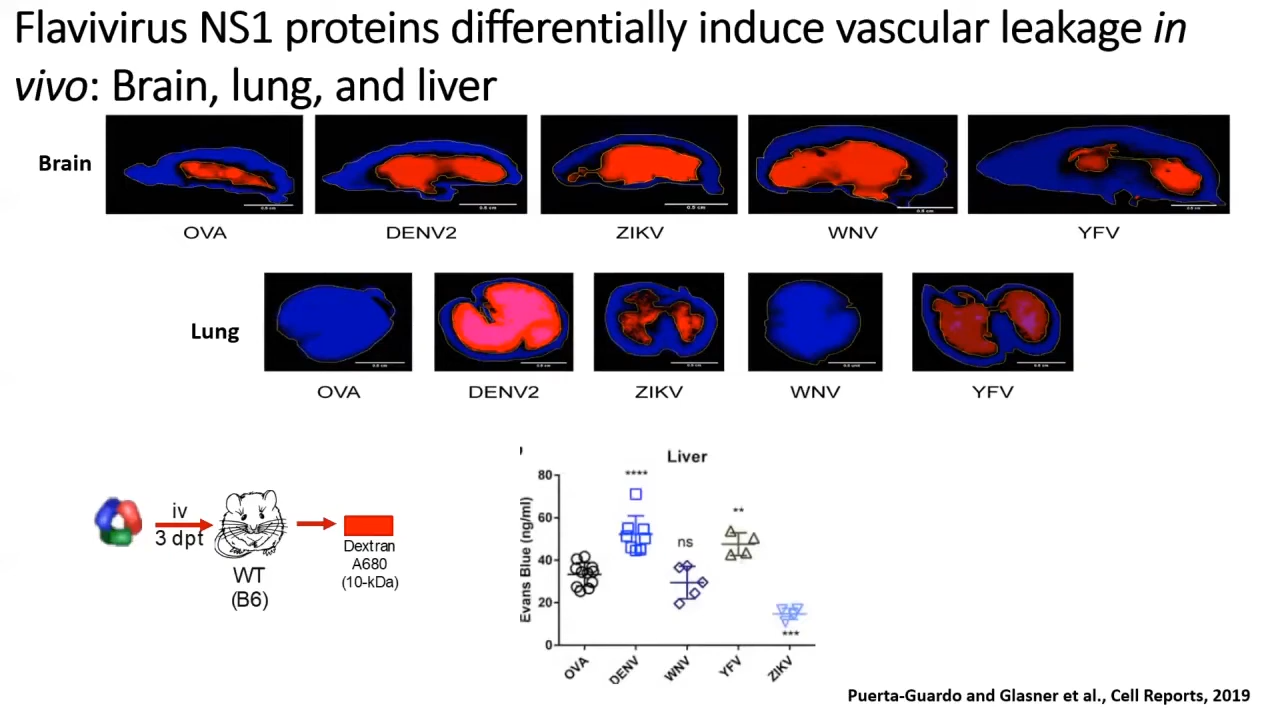 Flavivirus NS1 proteins differentially induce vascular leakage in
vivo: Brain, lung, and liver
Brain
OVA
DENV2
ZIKV
WNV
YFV
Lung
OVA
DENV2
ZIKV
WNV
YFV
iv
3 dpt
WT
(B6)
Dextran
A680
(10-kDa)
Liver
Evans Blue (ng/ml)
80
60
40
20
0
****
ns
**
***
OVA
DENV
WNV
YFV
ZIKV
Puerta-Guardo and Glasner et al., Cell Reports, 2019